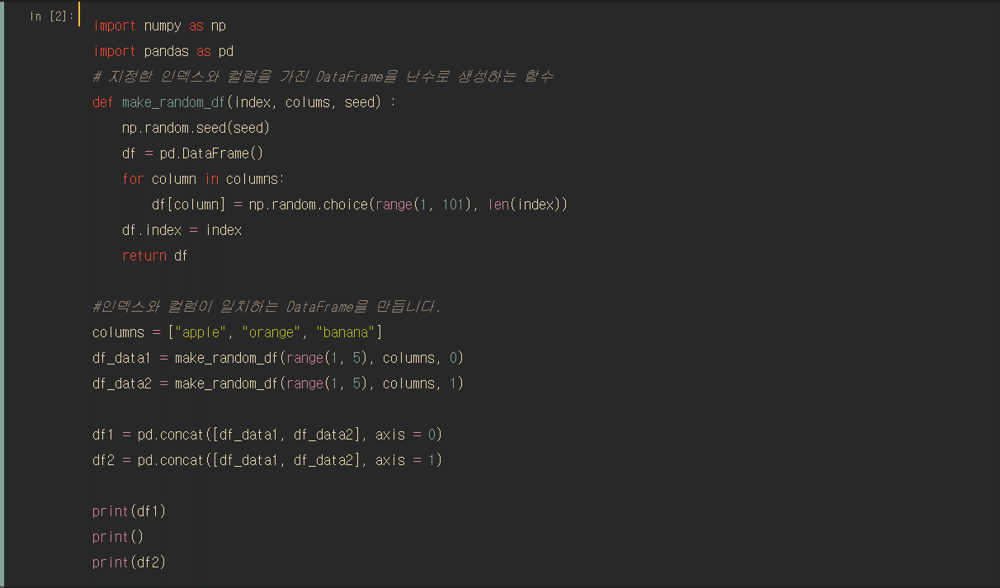 In [2]:
import numpy as np
import pandas as pd
# 지정한 인덱스와 컬럼을 가진 DataFrame을 난수로 생성하는 함수
def make_random_df(index, colums, seed) :
    np.random.seed(seed)
    df = pd.DataFrame()
    for column in columns:
        df[column] = np.random.choice(range(1, 101), len(index))
    df.index = index
    return df
#인덱스와 컬럼이 일치하는 DataFrame을 만듭니다.
columns = ["apple", "orange", "banana"]
df_data1 = make_random_df(range(1, 5), columns, 0)
df_data2 = make_random_df(range(1, 5), columns, 1)
df1 = pd.concat([df_data1, df_data2], axis = 0)
df2 = pd.concat([df_data1, df_data2], axis = 1)
print(df1)
print()
print(df2)